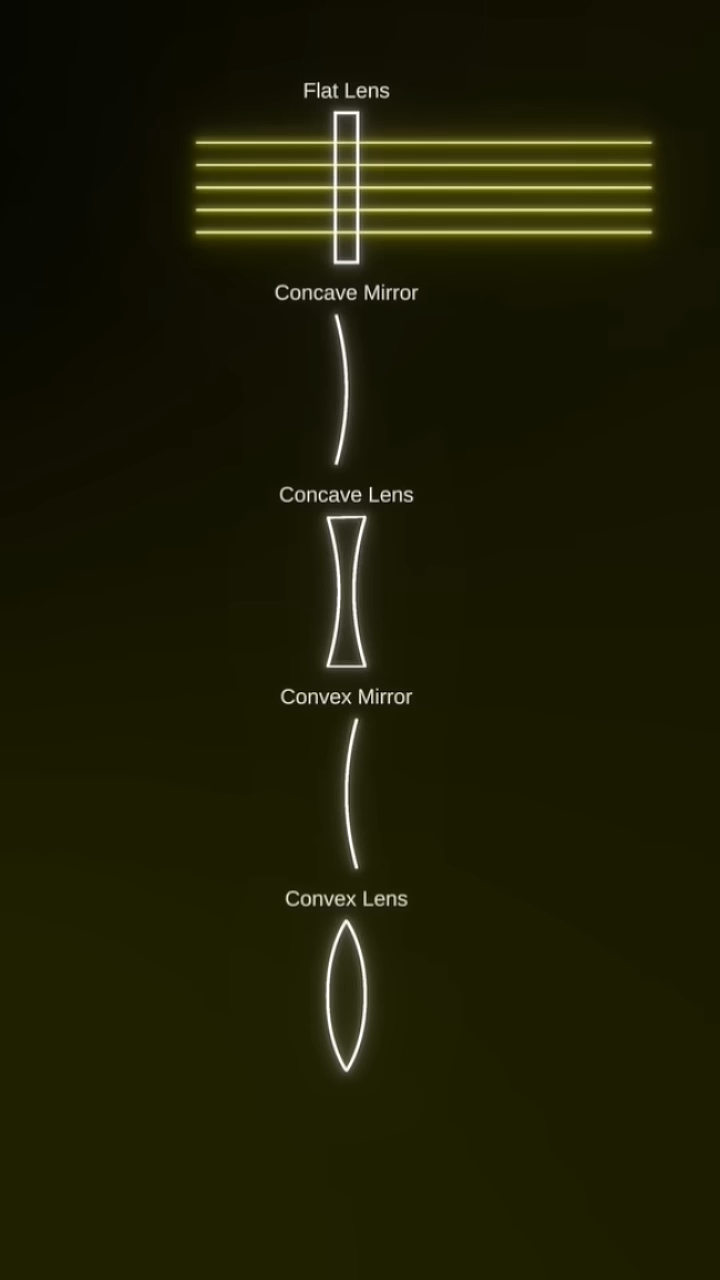 Flat Lens
Concave Mirror
Concave Lens
Convex Mirror
Convex Lens